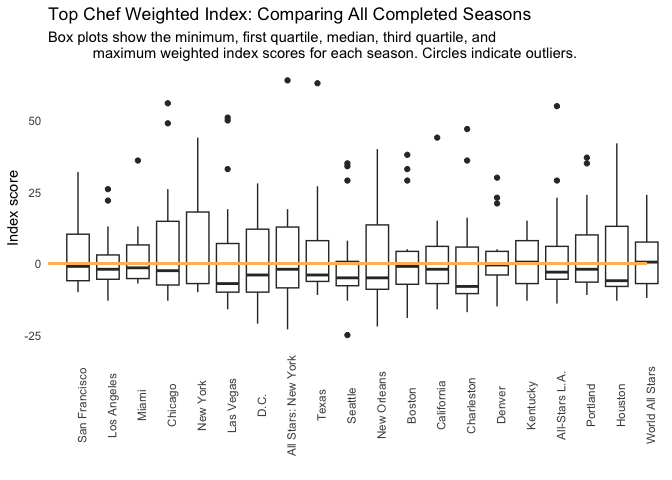 Top Chef Weighted Index: Comparing All Completed Seasons
Box plots show the minimum, first quartile, median, third quartile, and
maximum weighted index scores for each season. Circles indicate outliers.
Index score
50
25
0
-25
San Francisco
Los Angeles
Miami
Chicago
New York
Las Vegas
D.C.
All Stars: New York
Texas
Seattle
New Orleans
Boston
California
Charleston
Denver
Kentucky
All-Stars L.A.
Portland
Houston
World All Stars